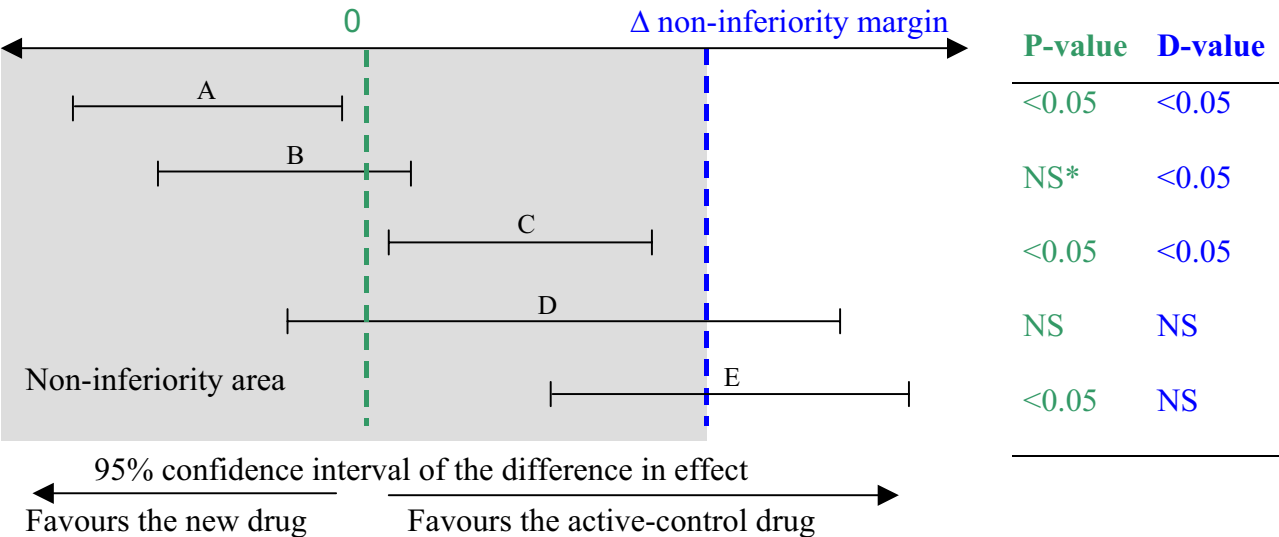 0
Δ non-inferiority margin
P-value D-value
A
<0.05 <0.05
B
NS* <0.05
C
<0.05 <0.05
D
NS NS
E
Non-inferiority area
<0.05 NS
95% confidence interval of the difference in effect
Favours the new drug
Favours the active-control drug